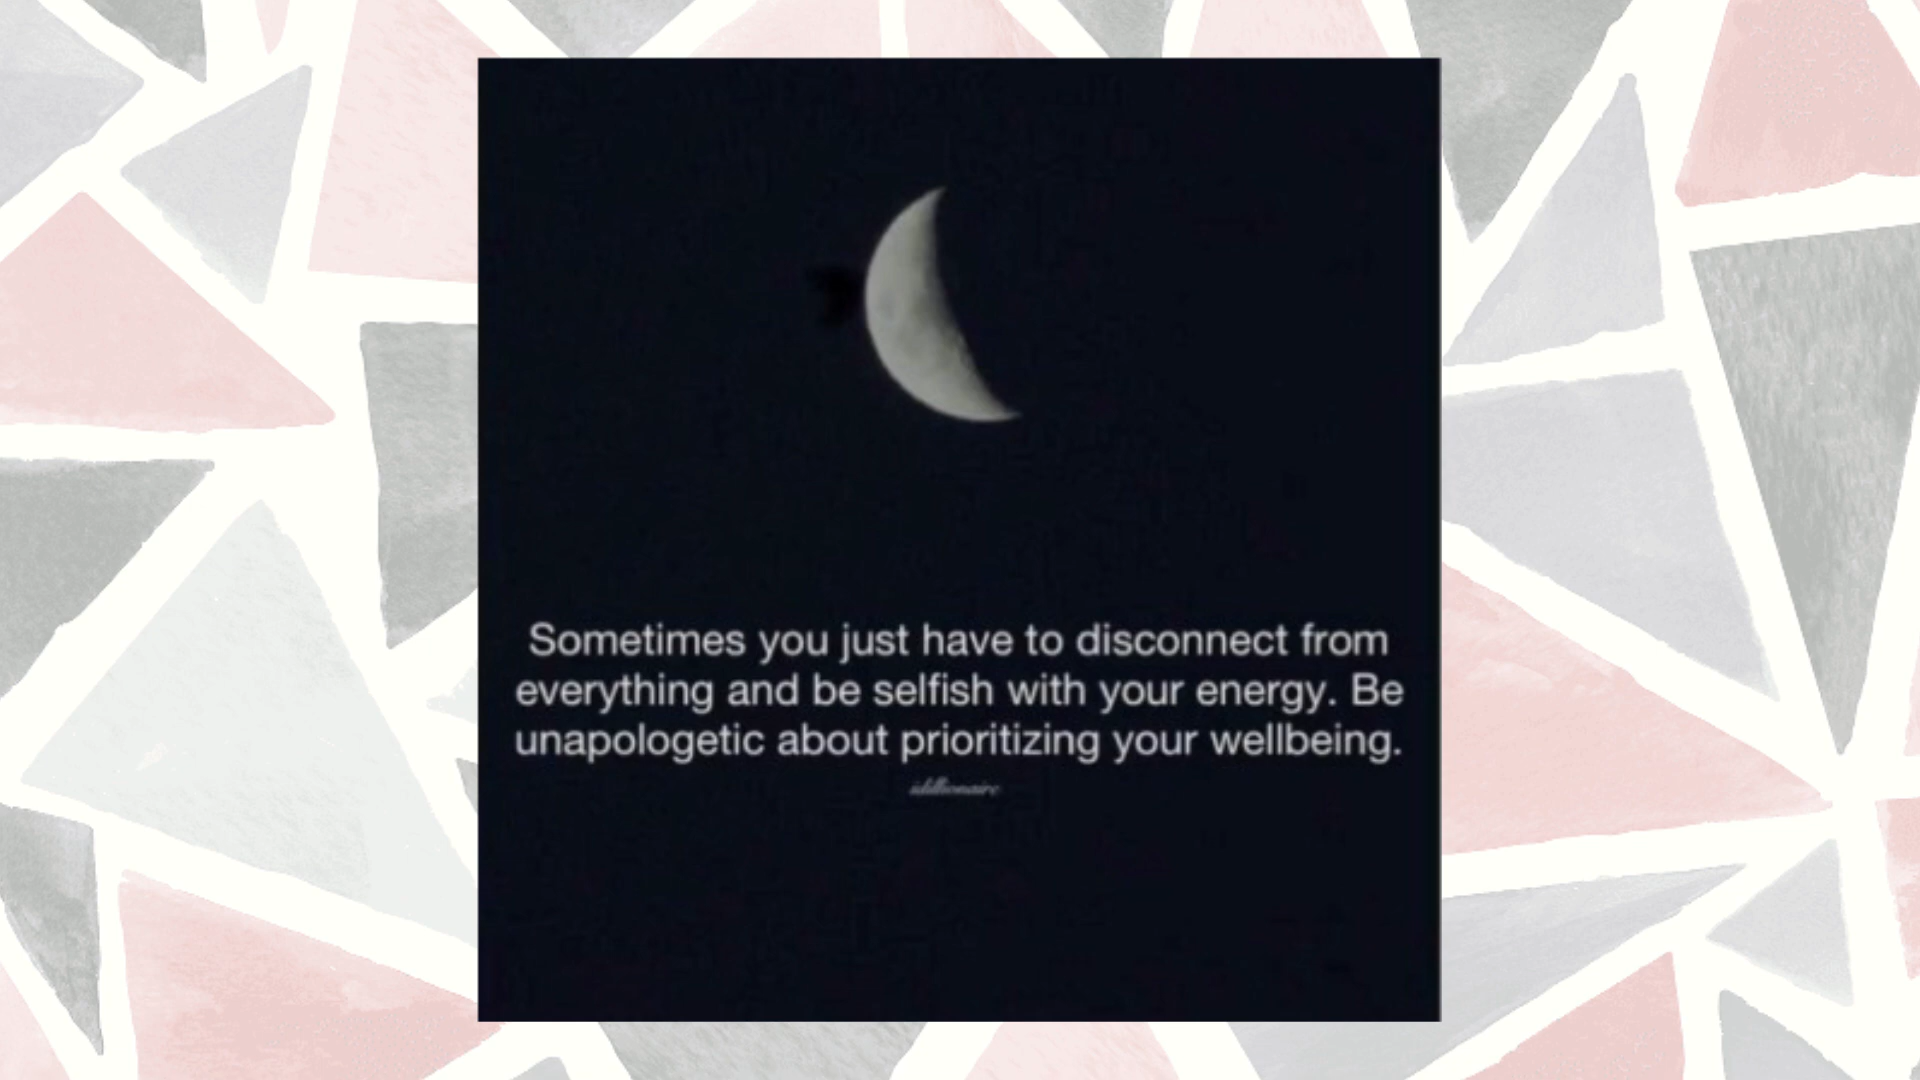 Sometimes you just have to disconnect from
everything and be selfish with your energy. Be
unapologetic about prioritizing your wellbeing.
idillionaire